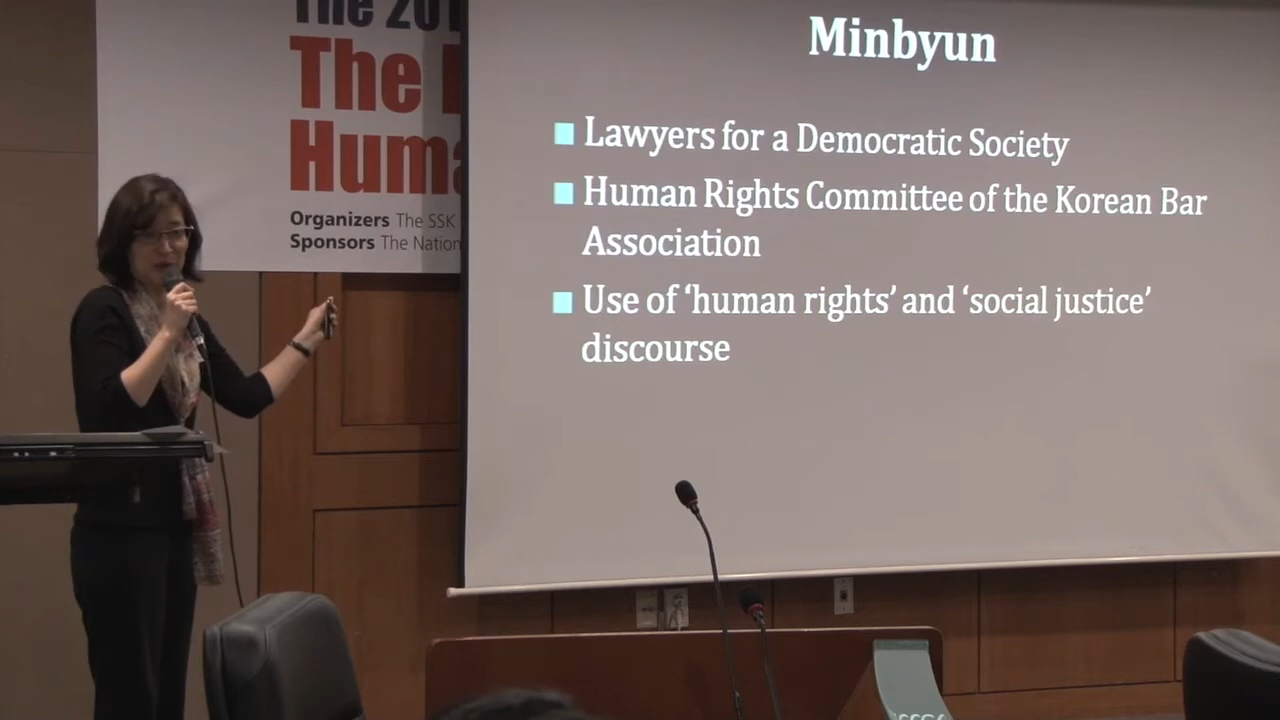 The 201
The
Huma
Organizers The SSK
Sponsors The Nation
Minbyun
Lawyers for a Democratic Society
Human Rights Committee of the Korean Bar
Association
Use of ‘human rights’ and ‘social justice’
discourse